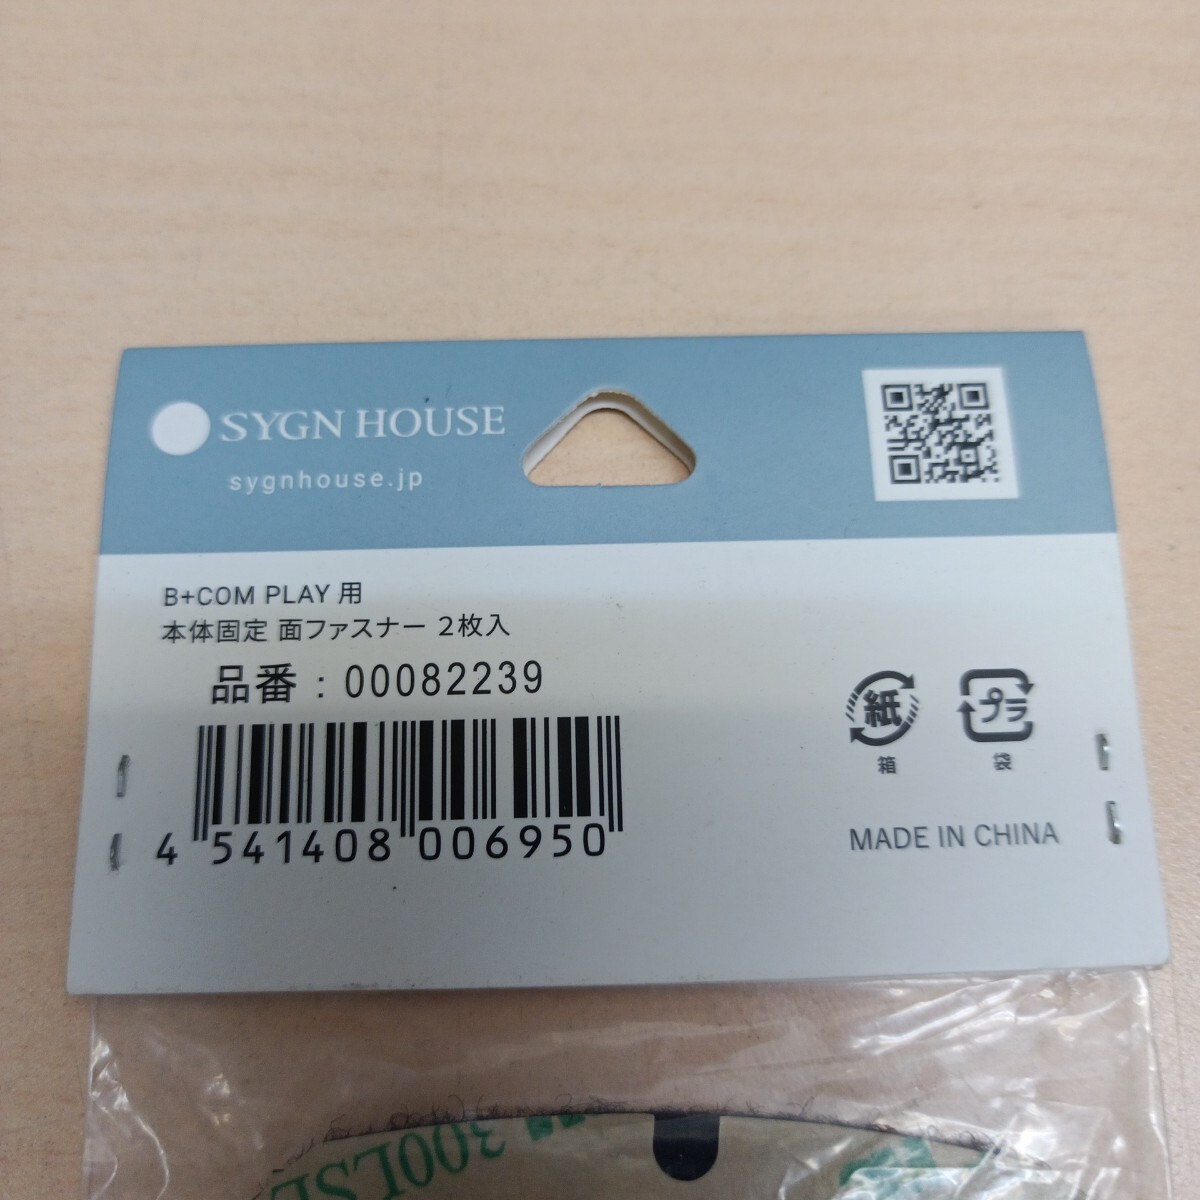 SYGN HOUSE
sygnhouse.jp
B+COM PLAY 用
本体固定 面ファスナー 2枚入
品番 : 00082239
4 541408 006950
紙
箱
プラ
袋
MADE IN CHINA
300LSE